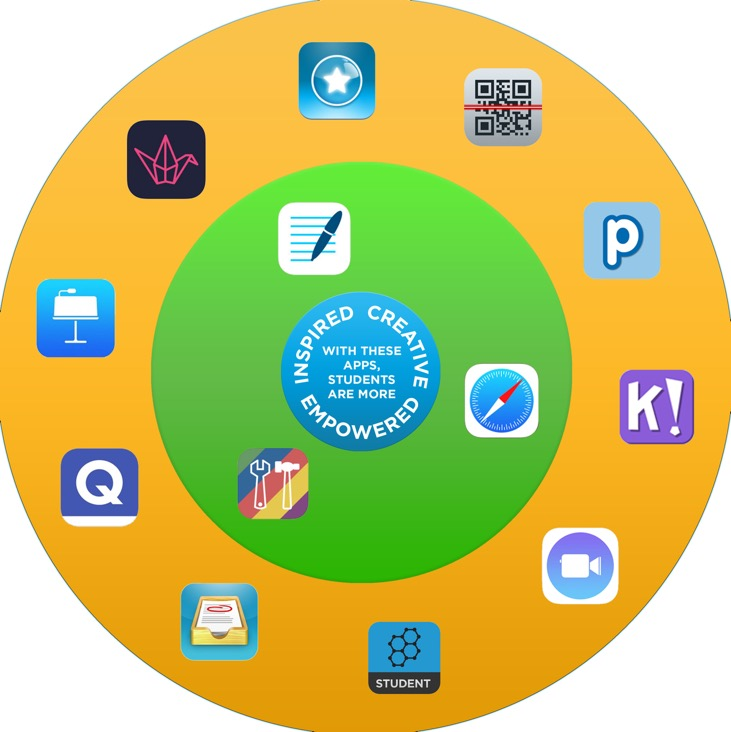 p
K!
INSPIRED CREATIVE
WITH THESE
APPS,
STUDENTS
ARE MORE
EMPOWERED
Q
STUDENT